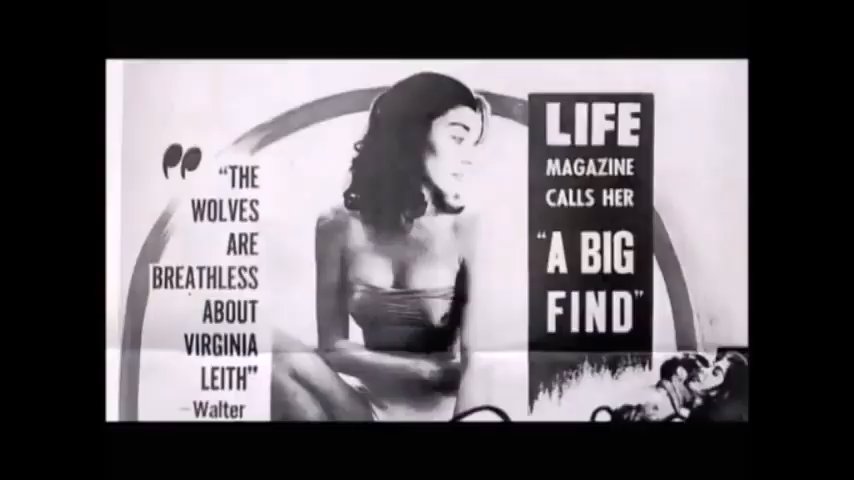 "THE
WOLVES
ARE
BREATHLESS
ABOUT
VIRGINIA
LEITH"
—Walter
LIFE
MAGAZINE
CALLS HER
"A BIG
FIND"